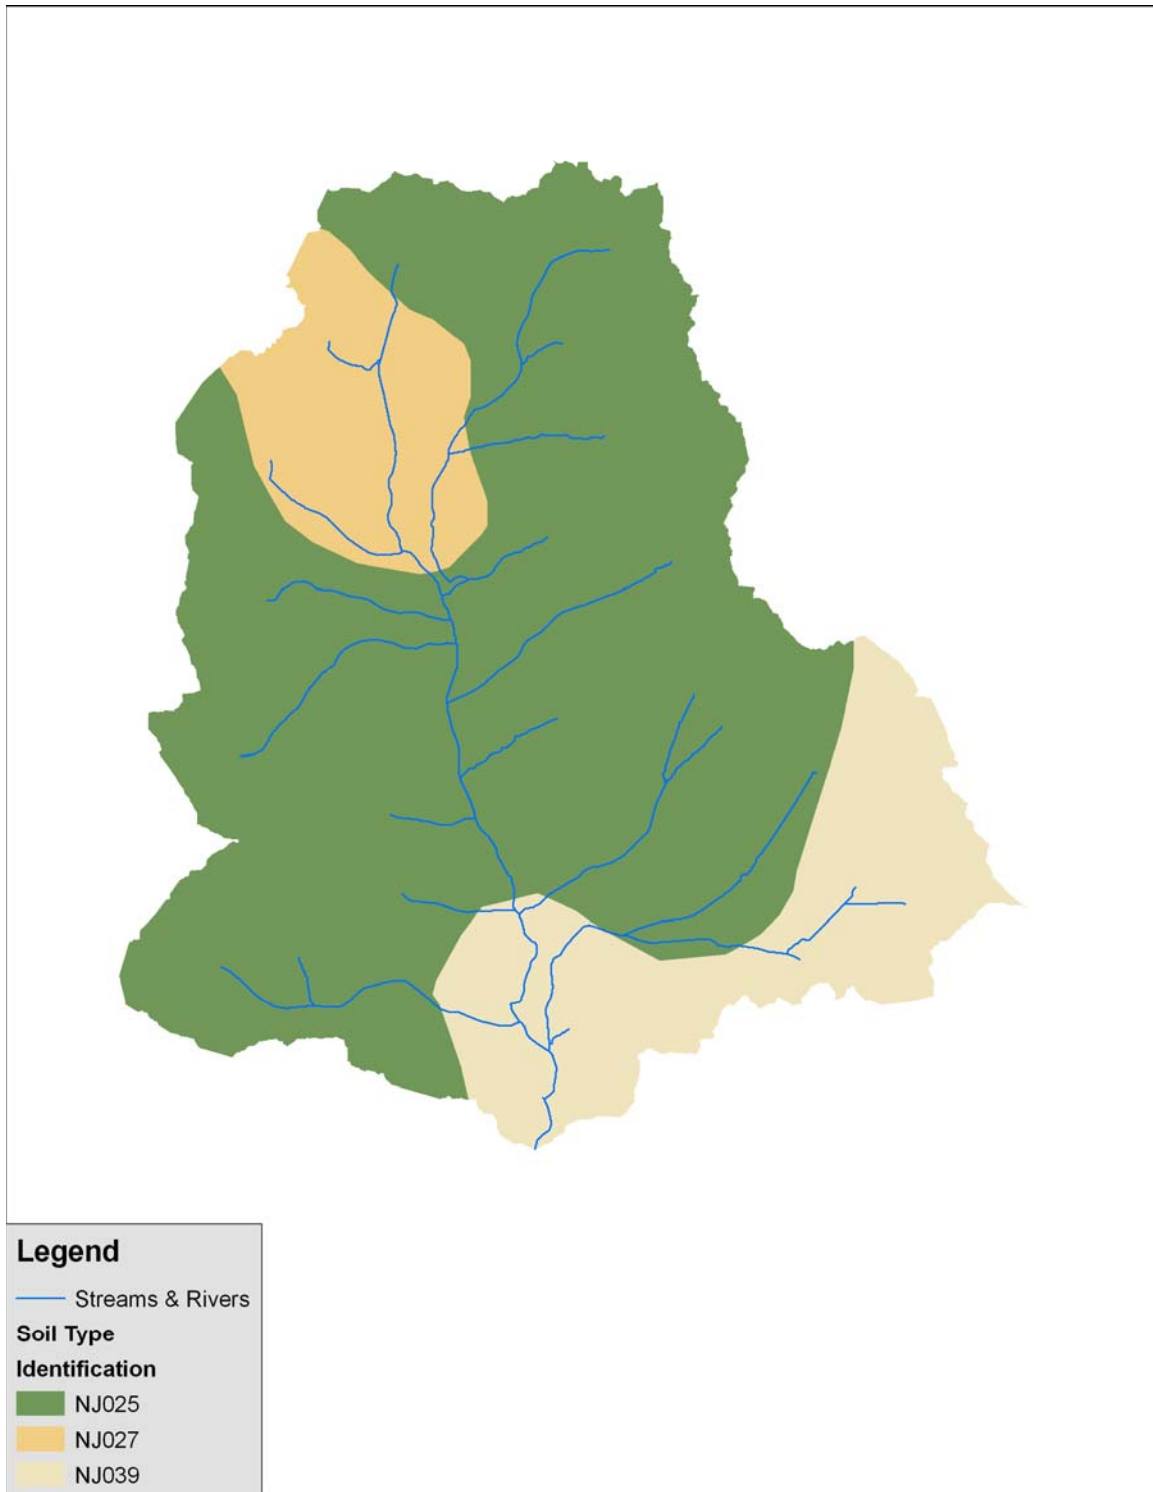 Legend
Streams & Rivers
Soil Type
Identification
NJ025
NJ027
NJ039